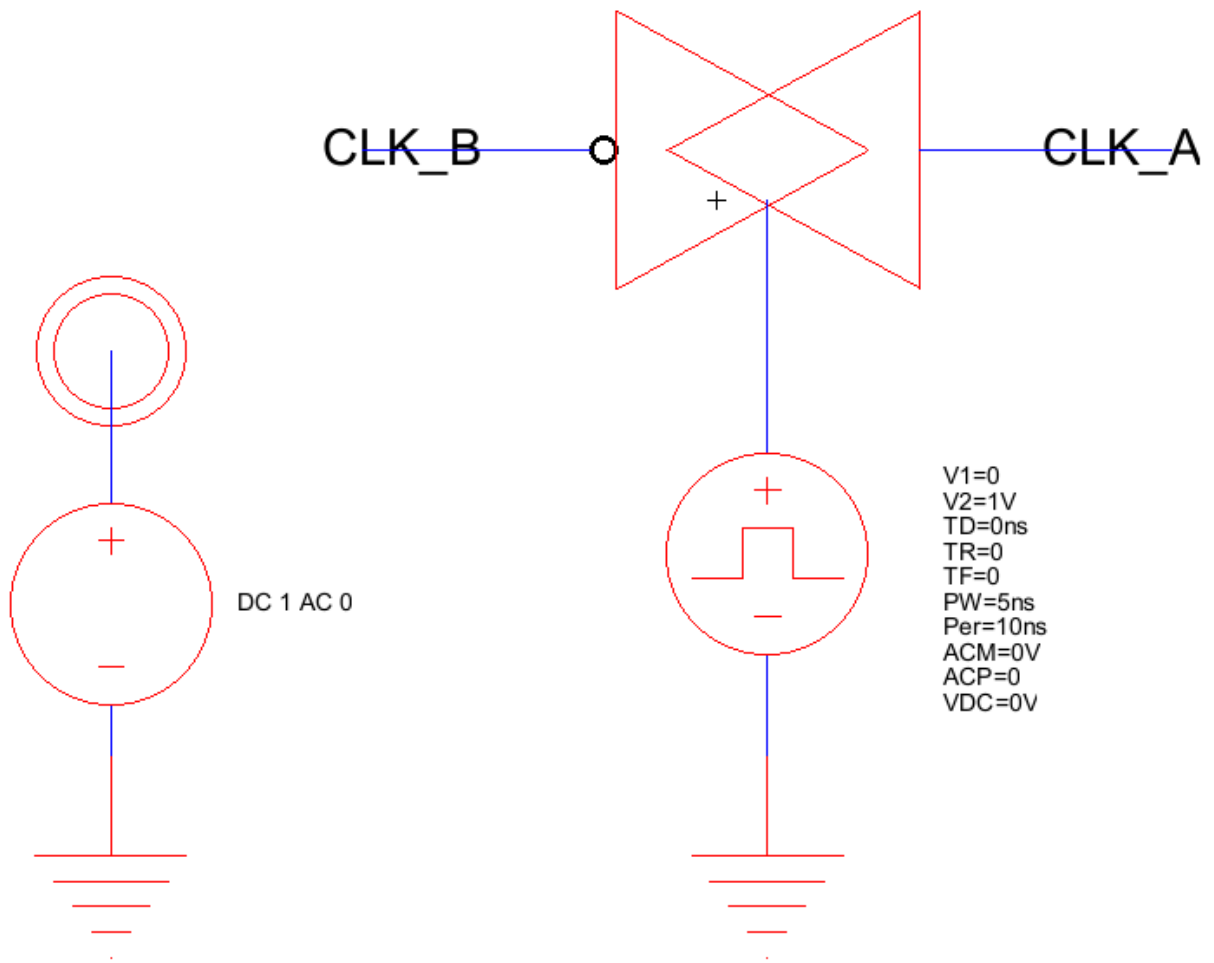 CLK_B
CLK_A
DC 1 AC 0
V1=0
V2=1V
TD=0ns
TR=0
TF=0
PW=5ns
Per=10ns
ACM=0V
ACP=0
VDC=0V